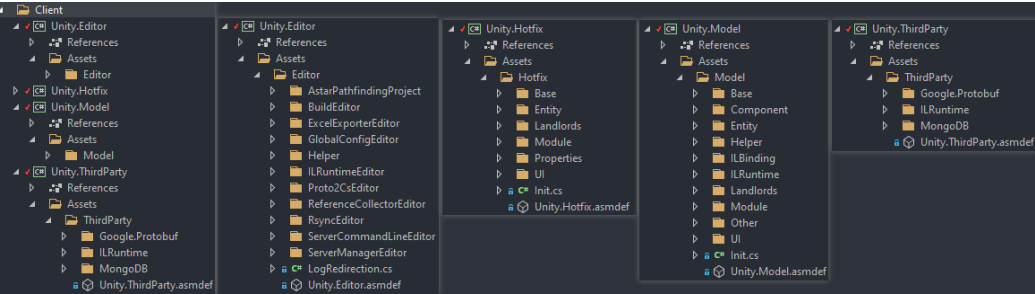 Client
Unity.Editor
References
Assets
Editor
Unity.Hotfix
Unity.Model
References
Assets
Model
Unity.ThirdParty
References
Assets
ThirdParty
Google.Protobuf
ILRuntime
MongoDB
Unity.ThirdParty.asmdef
C# Unity.Editor
References
Assets
Editor
AstarPathfindingProject
BuildEditor
ExcelExporterEditor
GlobalConfigEditor
Helper
ILRuntimeEditor
Proto2CsEditor
ReferenceCollectorEditor
RsyncEditor
ServerCommandLineEditor
ServerManagerEditor
C# LogRedirection.cs
Unity.Editor.asmdef
C# Unity.Hotfix
References
Assets
Hotfix
Base
Entity
Landlords
Module
Properties
UI
C# Init.cs
Unity.Hotfix.asmdef
C# Unity.Model
References
Assets
Model
Base
Component
Entity
Helper
ILBinding
ILRuntime
Landlords
Module
Other
UI
C# Init.cs
Unity.Model.asmdef
C# Unity.ThirdParty
References
Assets
ThirdParty
Google.Protobuf
ILRuntime
MongoDB
Unity.ThirdParty.asmdef